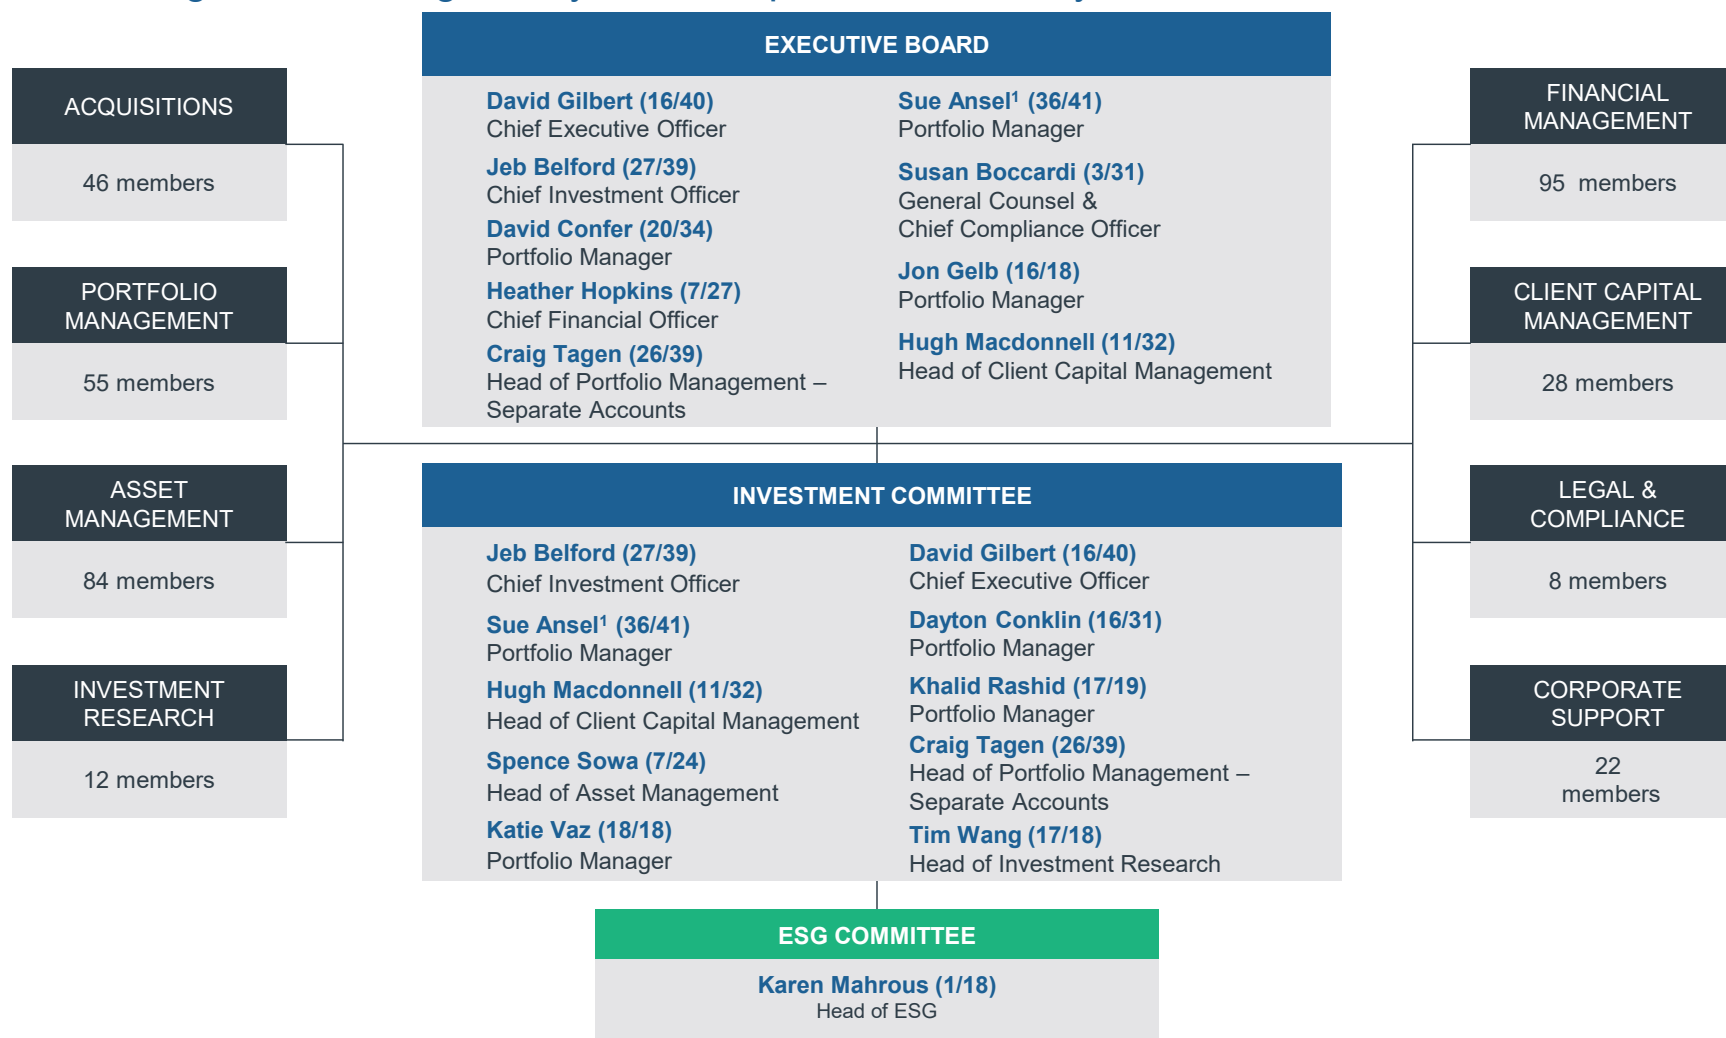 EXECUTIVE BOARD
David Gilbert (16/40)
Chief Executive Officer
Jeb Belford (27/39)
Chief Investment Officer
David Confer (20/34)
Portfolio Manager
Heather Hopkins (7/27)
Chief Financial Officer
Craig Tagen (26/39)
Head of Portfolio Management –
Separate Accounts
Sue Ansel¹ (36/41)
Portfolio Manager
Susan Boccardi (3/31)
General Counsel &
Chief Compliance Officer
Jon Gelb (16/18)
Portfolio Manager
Hugh Macdonnell (11/32)
Head of Client Capital Management
ACQUISITIONS
46 members
PORTFOLIO
MANAGEMENT
55 members
ASSET
MANAGEMENT
84 members
INVESTMENT
RESEARCH
12 members
FINANCIAL
MANAGEMENT
95 members
CLIENT CAPITAL
MANAGEMENT
28 members
LEGAL &
COMPLIANCE
8 members
CORPORATE
SUPPORT
22
members
INVESTMENT COMMITTEE
Jeb Belford (27/39)
Chief Investment Officer
Sue Ansel¹ (36/41)
Portfolio Manager
Hugh Macdonnell (11/32)
Head of Client Capital Management
Spence Sowa (7/24)
Head of Asset Management
Katie Vaz (18/18)
Portfolio Manager
David Gilbert (16/40)
Chief Executive Officer
Dayton Conklin (16/31)
Portfolio Manager
Khalid Rashid (17/19)
Portfolio Manager
Craig Tagen (26/39)
Head of Portfolio Management –
Separate Accounts
Tim Wang (17/18)
Head of Investment Research
ESG COMMITTEE
Karen Mahrous (1/18)
Head of ESG